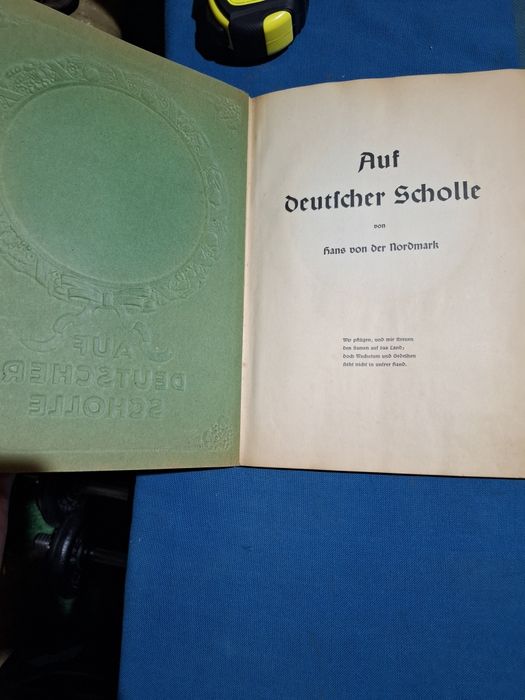 AUF
DEUTSCHER
SCHOLLE
Auf
deutſcher Scholle
von
Hans von der Nordmark
Wir pflügen, und wir ſtreuen
den Samen auf das Land;
doch Wachstum und Gedeihen
ſteht nicht in unſrer Hand.